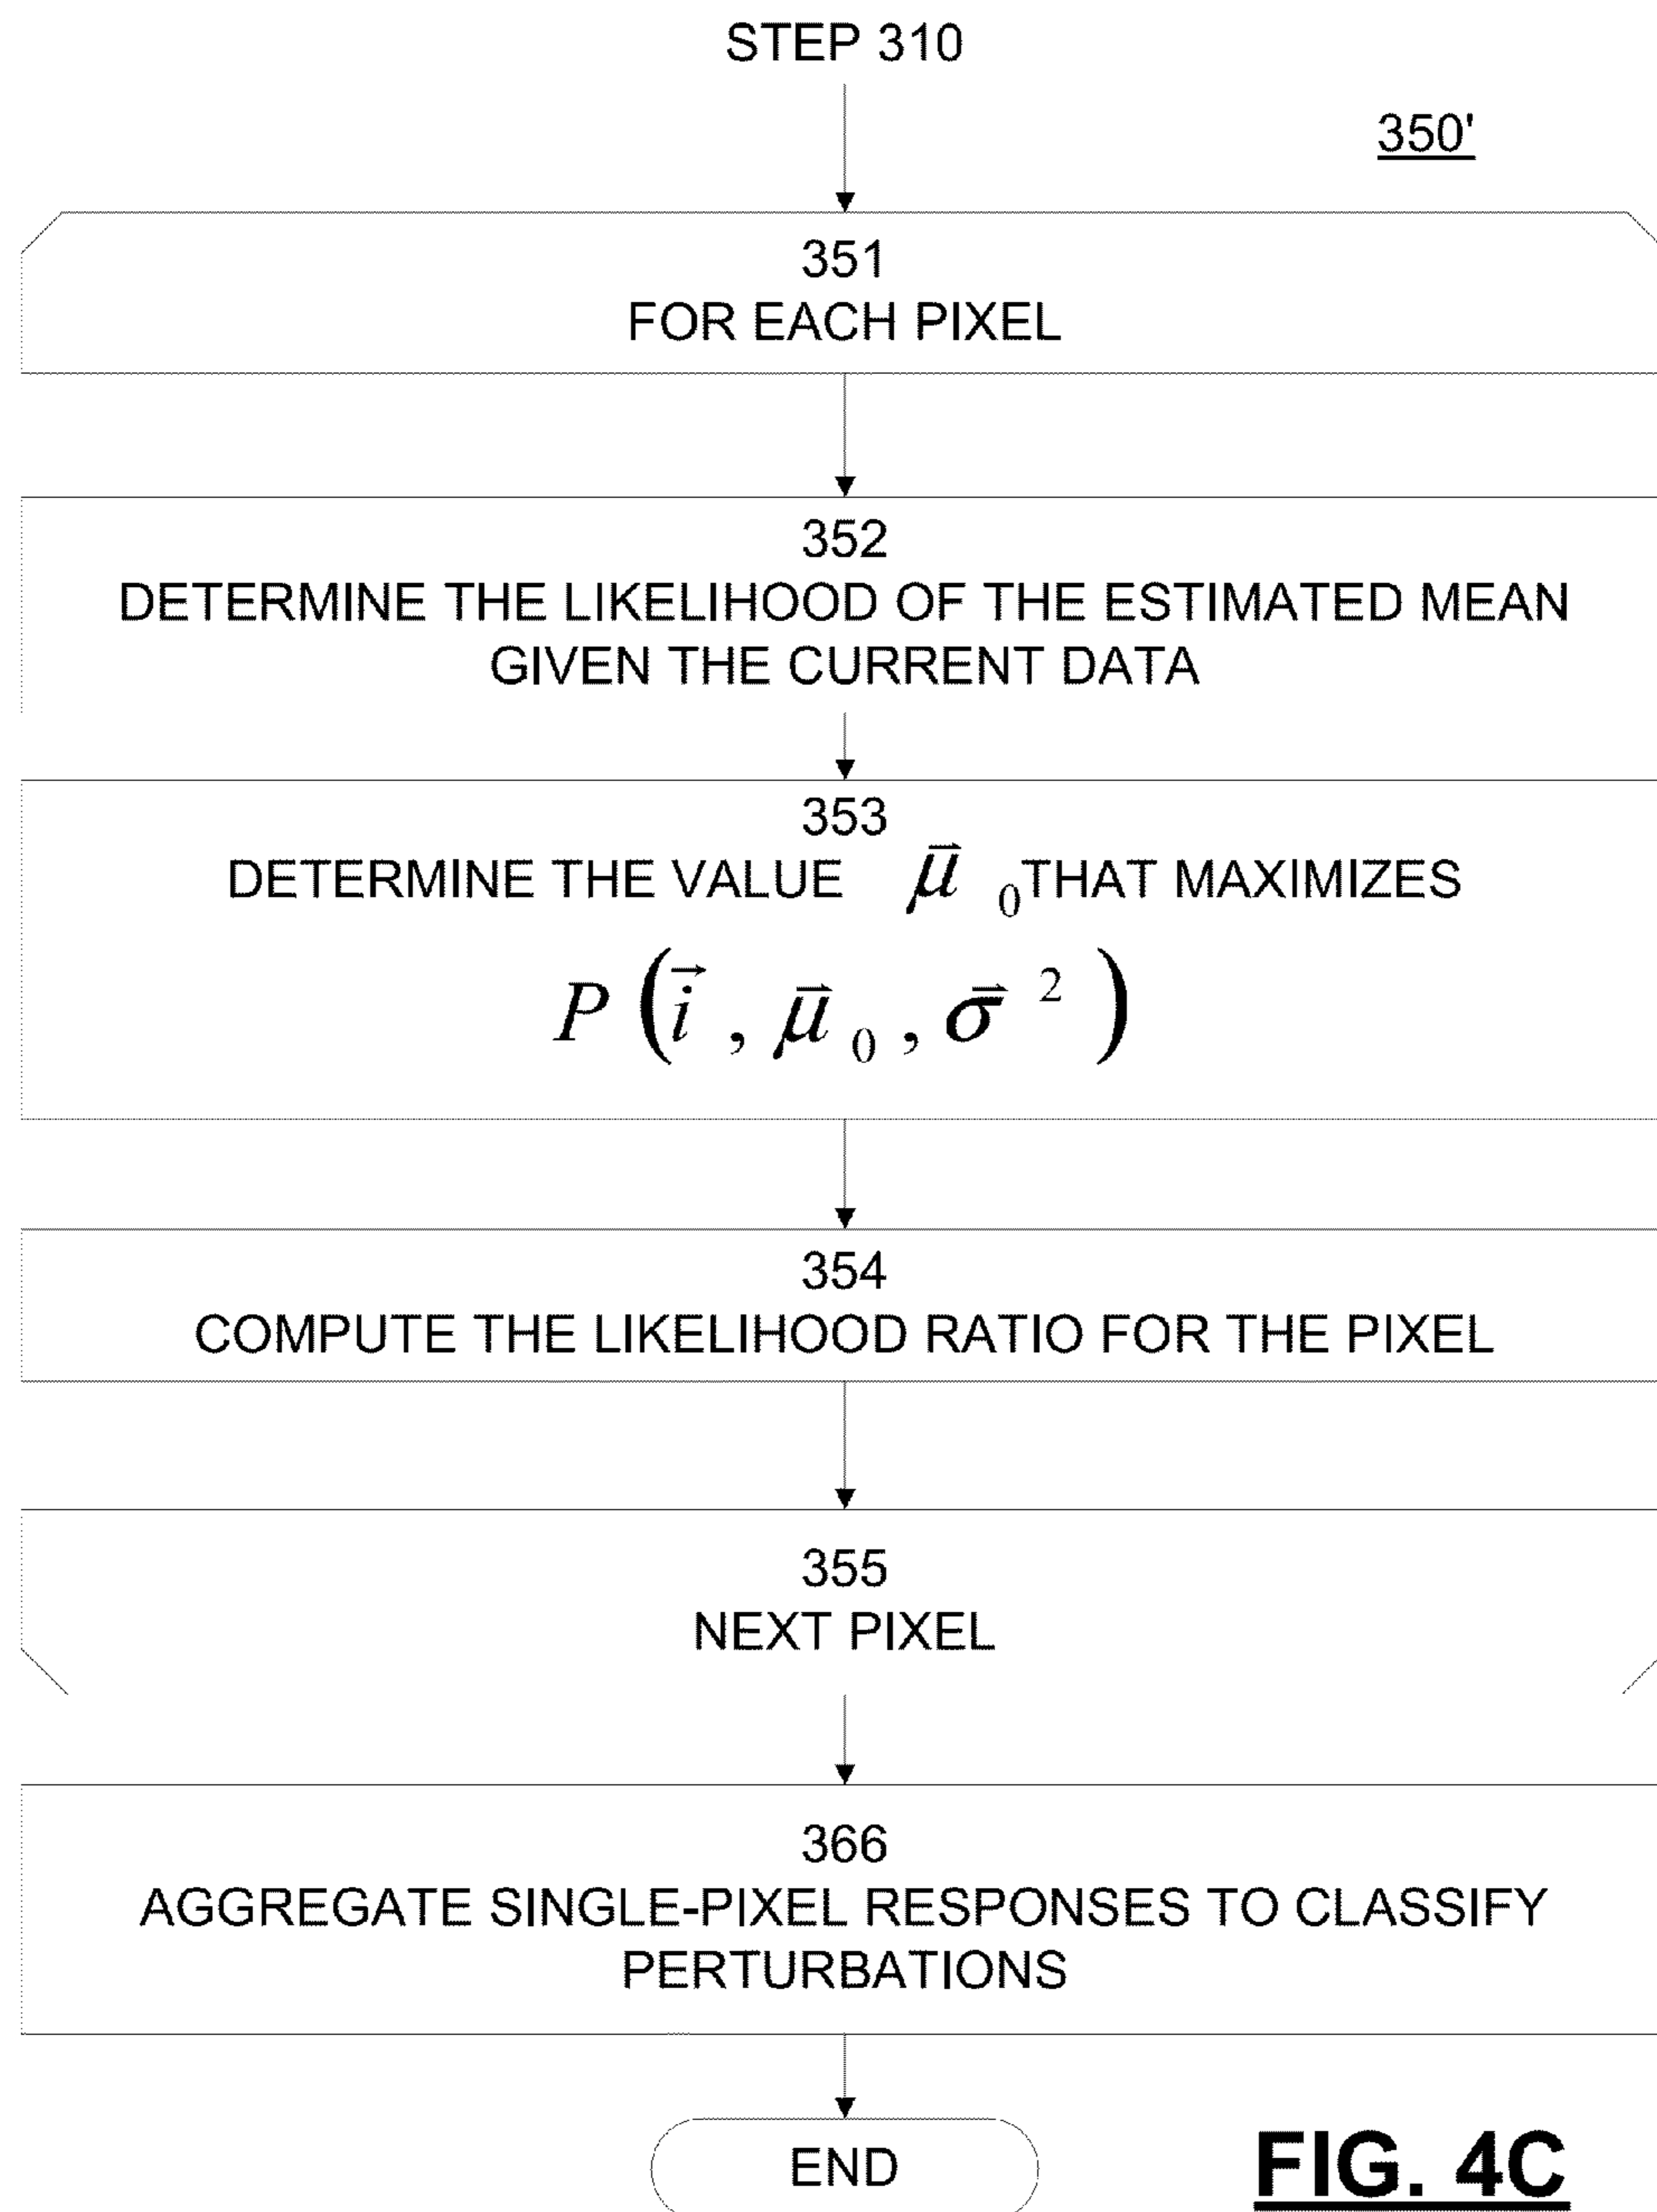 STEP 310
350'
351
FOR EACH PIXEL
352
DETERMINE THE LIKELIHOOD OF THE ESTIMATED MEAN
GIVEN THE CURRENT DATA
353
DETERMINE THE VALUE μ⃗ ₀ THAT MAXIMIZES
P (i⃗ , μ⃗ ₀ , σ⃗ ²)
354
COMPUTE THE LIKELIHOOD RATIO FOR THE PIXEL
355
NEXT PIXEL
366
AGGREGATE SINGLE-PIXEL RESPONSES TO CLASSIFY
PERTURBATIONS
END
FIG. 4C